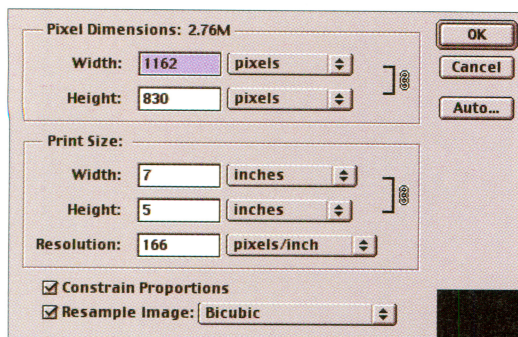 Pixel Dimensions: 2.76M
Width: 1162 pixels
Height: 830 pixels
Print Size:
Width: 7 inches
Height: 5 inches
Resolution: 166 pixels/inch
Constrain Proportions
Resample Image: Bicubic
OK
Cancel
Auto...